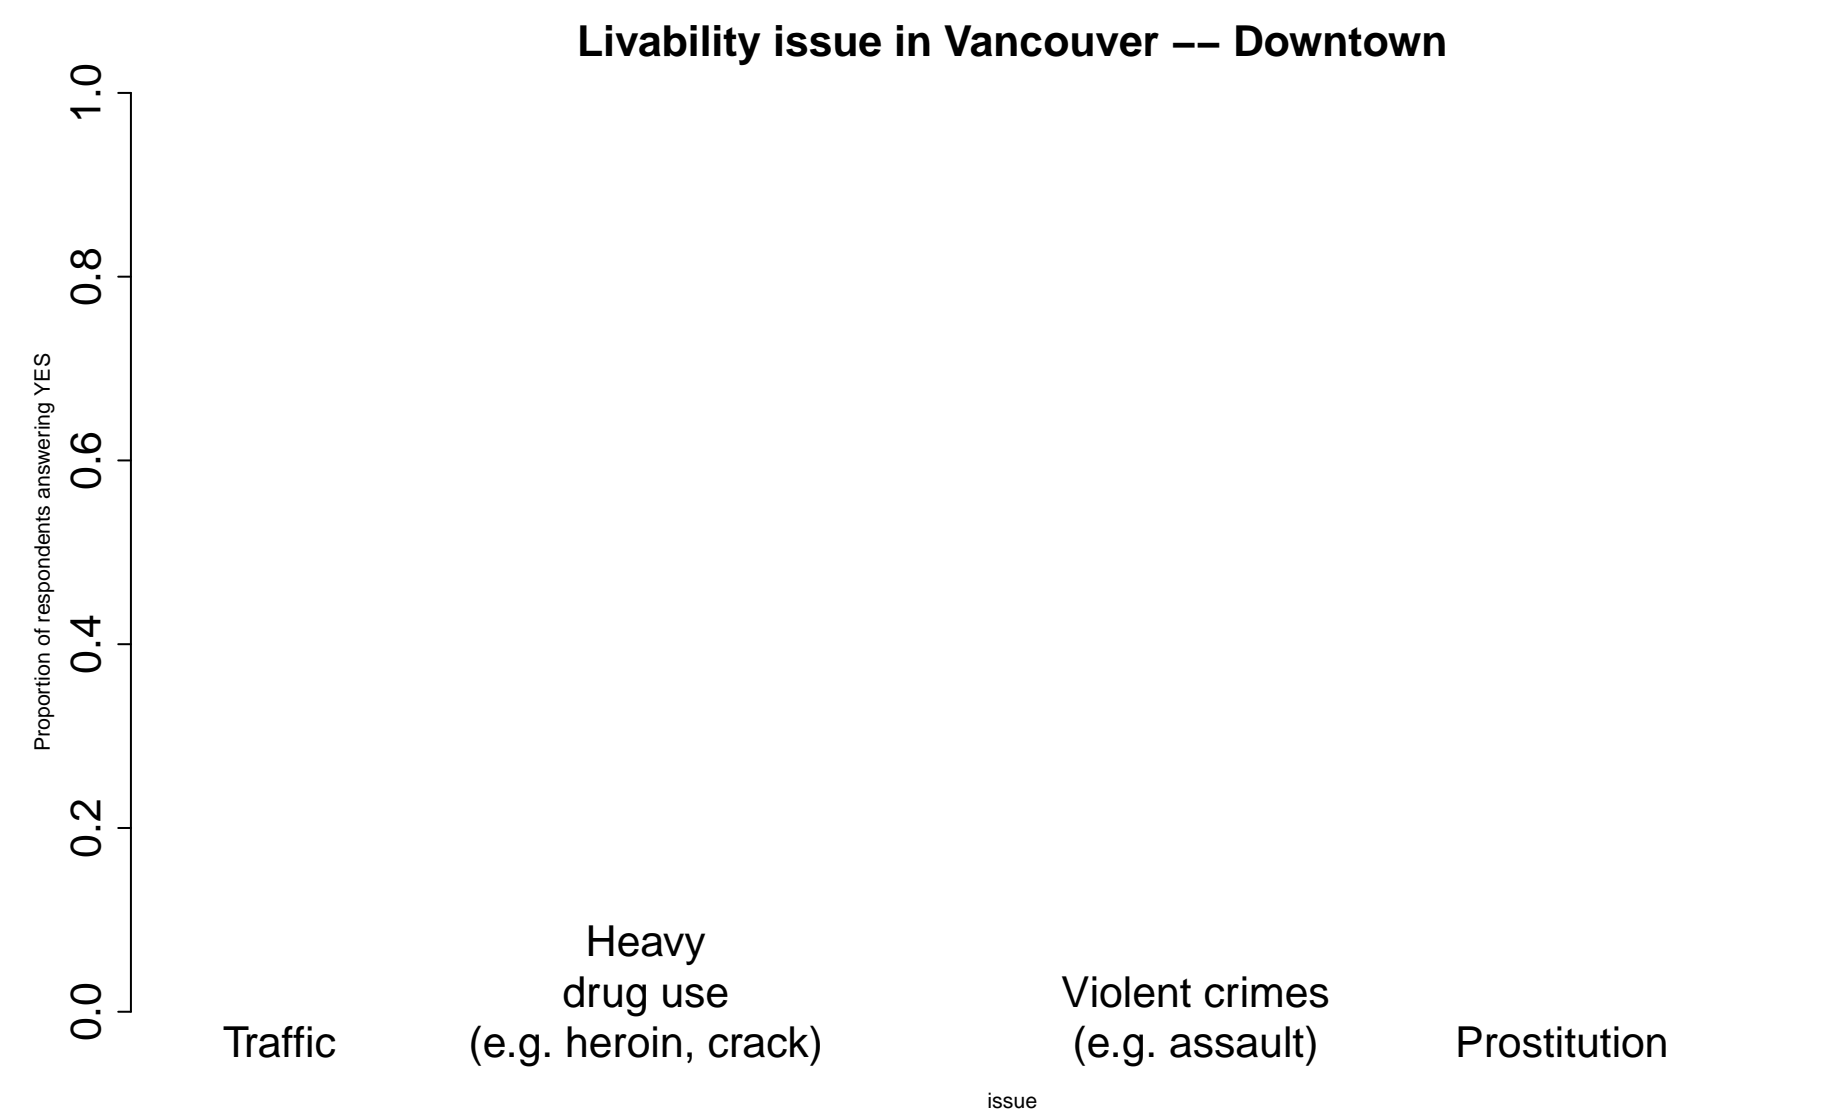 Livability issue in Vancouver −− Downtown
Proportion of respondents answering YES
1.0
0.8
0.6
0.4
0.2
0.0
Traffic
Heavy
drug use
(e.g. heroin, crack)
Violent crimes
(e.g. assault)
Prostitution
issue